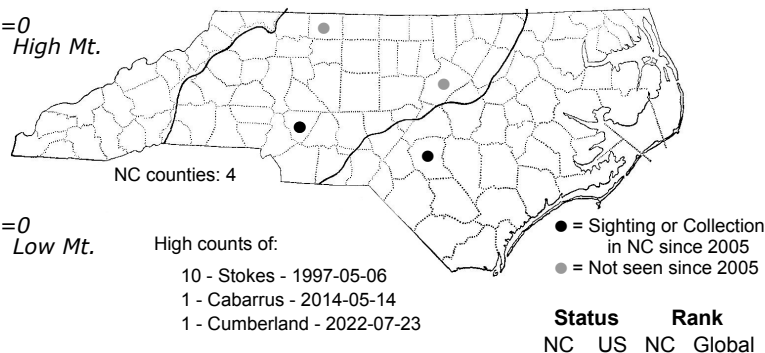 =0
High Mt.
NC counties: 4
=0
Low Mt.
High counts of:
10 - Stokes - 1997-05-06
1 - Cabarrus - 2014-05-14
1 - Cumberland - 2022-07-23
● = Sighting or Collection
in NC since 2005
● = Not seen since 2005
Status Rank
NC US NC Global